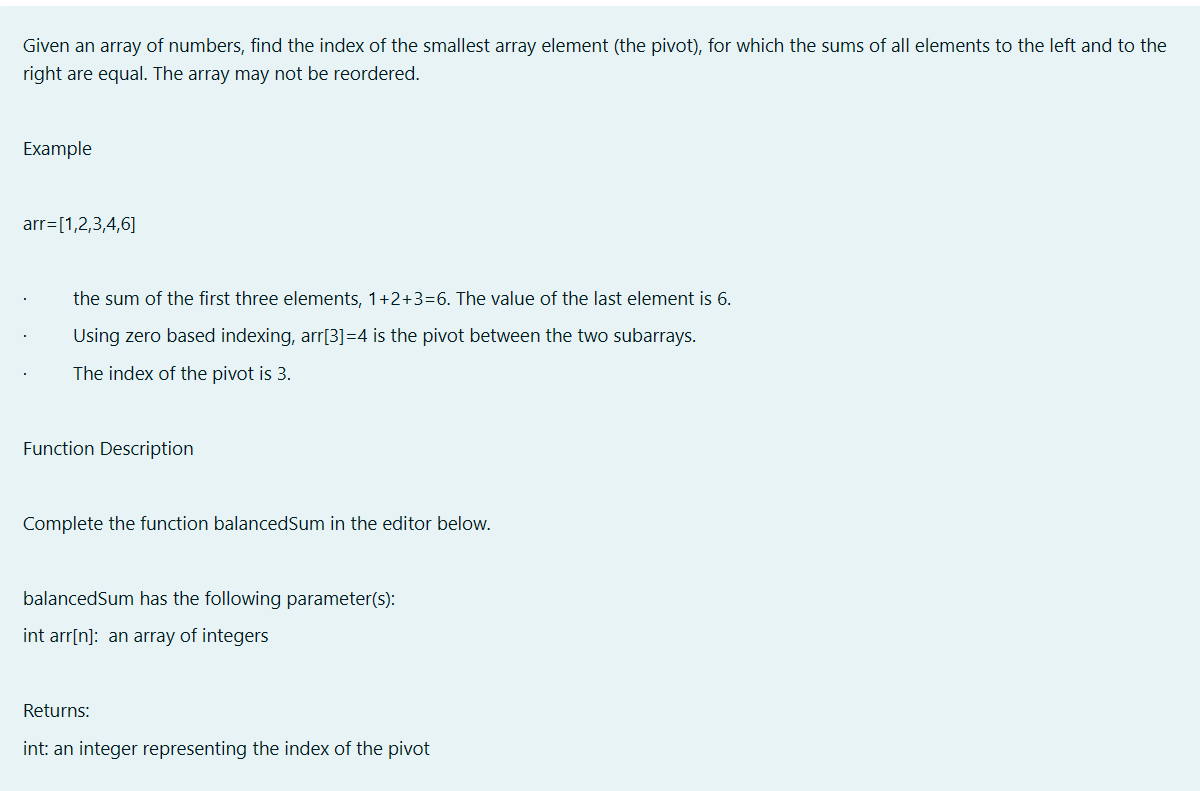 Given an array of numbers, find the index of the smallest array element (the pivot), for which the sums of all elements to the left and to the
right are equal. The array may not be reordered.
Example
arr=[1,2,3,4,6]
· the sum of the first three elements, 1+2+3=6. The value of the last element is 6.
· Using zero based indexing, arr[3]=4 is the pivot between the two subarrays.
· The index of the pivot is 3.
Function Description
Complete the function balancedSum in the editor below.
balancedSum has the following parameter(s):
int arr[n]: an array of integers
Returns:
int: an integer representing the index of the pivot